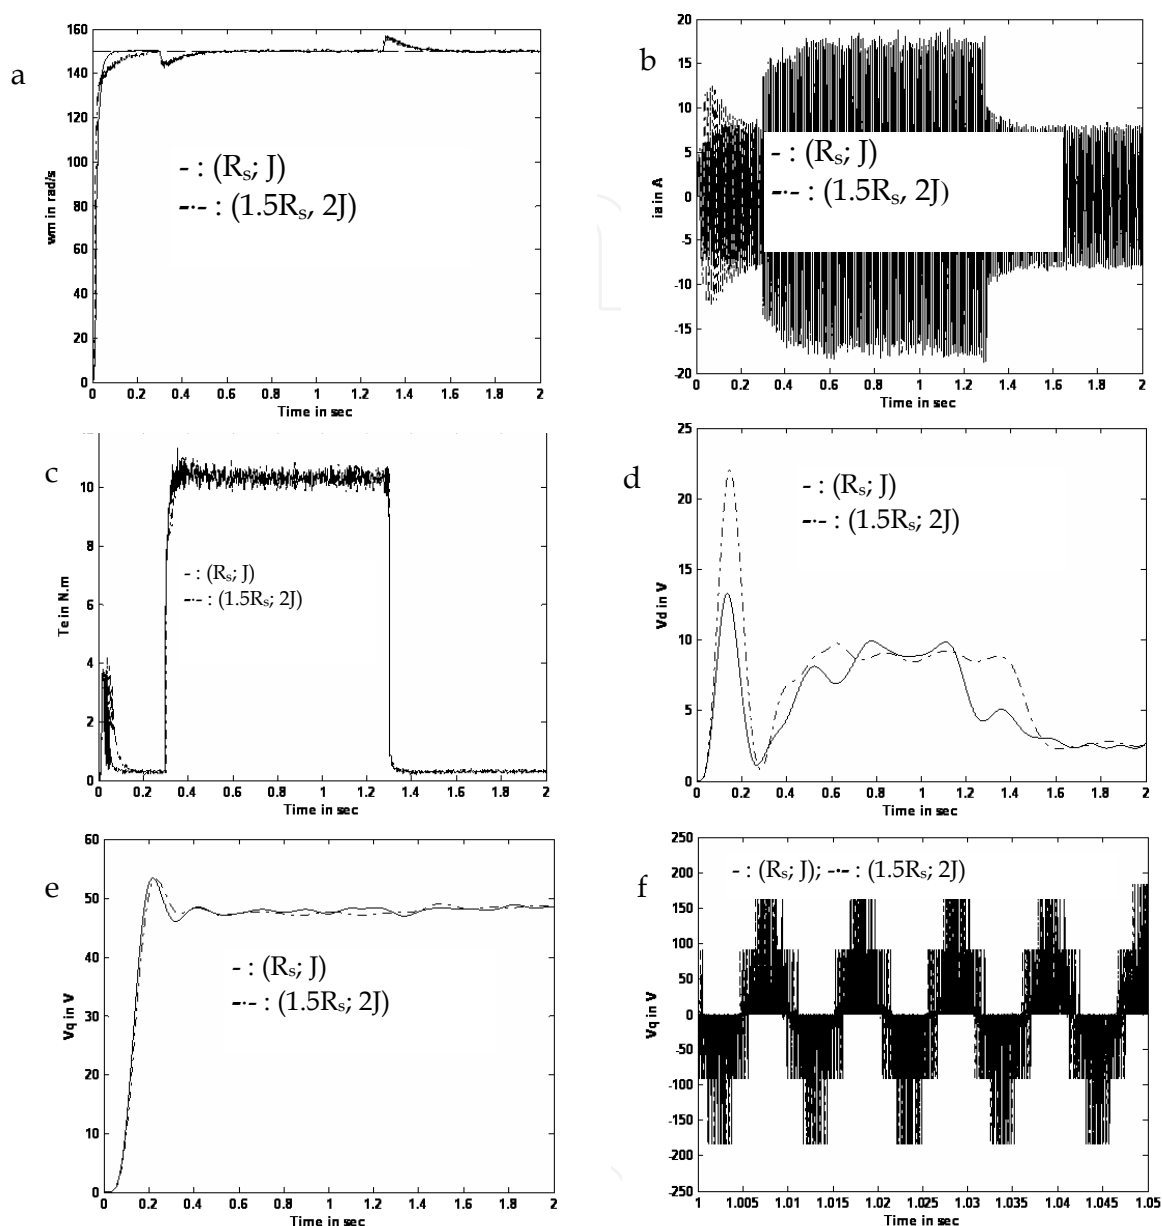 a
160
140
120
100
80
60
40
20
0
wm in rad/s
- : (Rs; J)
-·- : (1.5Rs, 2J)
0 0.2 0.4 0.6 0.8 1 1.2 1.4 1.6 1.8 2
Time in sec
b
20
15
10
5
0
-5
-10
-15
-20
ia in A
- : (Rs; J)
-·- : (1.5Rs, 2J)
0 0.2 0.4 0.6 0.8 1 1.2 1.4 1.6 1.8 2
Time in sec
c
10
8
6
4
2
0
Te in N.m
- : (Rs; J)
-·- : (1.5Rs; 2J)
0 0.2 0.4 0.6 0.8 1 1.2 1.4 1.6 1.8 2
Time in sec
d
25
20
15
10
5
0
Vd in V
- : (Rs; J)
-·- : (1.5Rs; 2J)
0 0.2 0.4 0.6 0.8 1 1.2 1.4 1.6 1.8 2
Time in sec
e
60
50
40
30
20
10
0
Vq in V
- : (Rs; J)
-·- : (1.5Rs; 2J)
0 0.2 0.4 0.6 0.8 1 1.2 1.4 1.6 1.8 2
Time in sec
f
250
200
150
100
50
0
-50
-100
-150
-200
-250
Vq in V
- : (Rs; J); -·- : (1.5Rs; 2J)
1 1.005 1.01 1.015 1.02 1.025 1.03 1.035 1.04 1.045 1.05
Time in sec